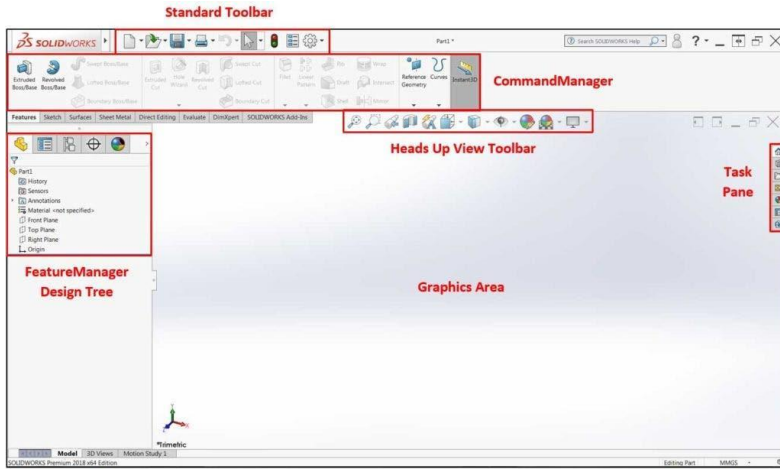 Standard Toolbar
SOLIDWORKS
Part1 *
Search SOLIDWORKS Help
?
Extruded Boss/Base
Revolved Boss/Base
Swept Boss/Base
Lofted Boss/Base
Boundary Boss/Base
Extruded Cut
Hole Wizard
Revolved Cut
Swept Cut
Lofted Cut
Boundary Cut
Fillet
Linear Pattern
Rib
Draft
Shell
Wrap
Intersect
Mirror
Reference Geometry
Curves
Instant3D
CommandManager
Features Sketch Surfaces Sheet Metal Direct Editing Evaluate DimXpert SOLIDWORKS Add-Ins
Heads Up View Toolbar
Part1
History
Sensors
Annotations
Material <not specified>
Front Plane
Top Plane
Right Plane
Origin
Task
Pane
FeatureManager
Design Tree
Graphics Area
*Trimetric
Model 3D Views Motion Study 1
SOLIDWORKS Premium 2018 x64 Edition
Editing Part MMGS